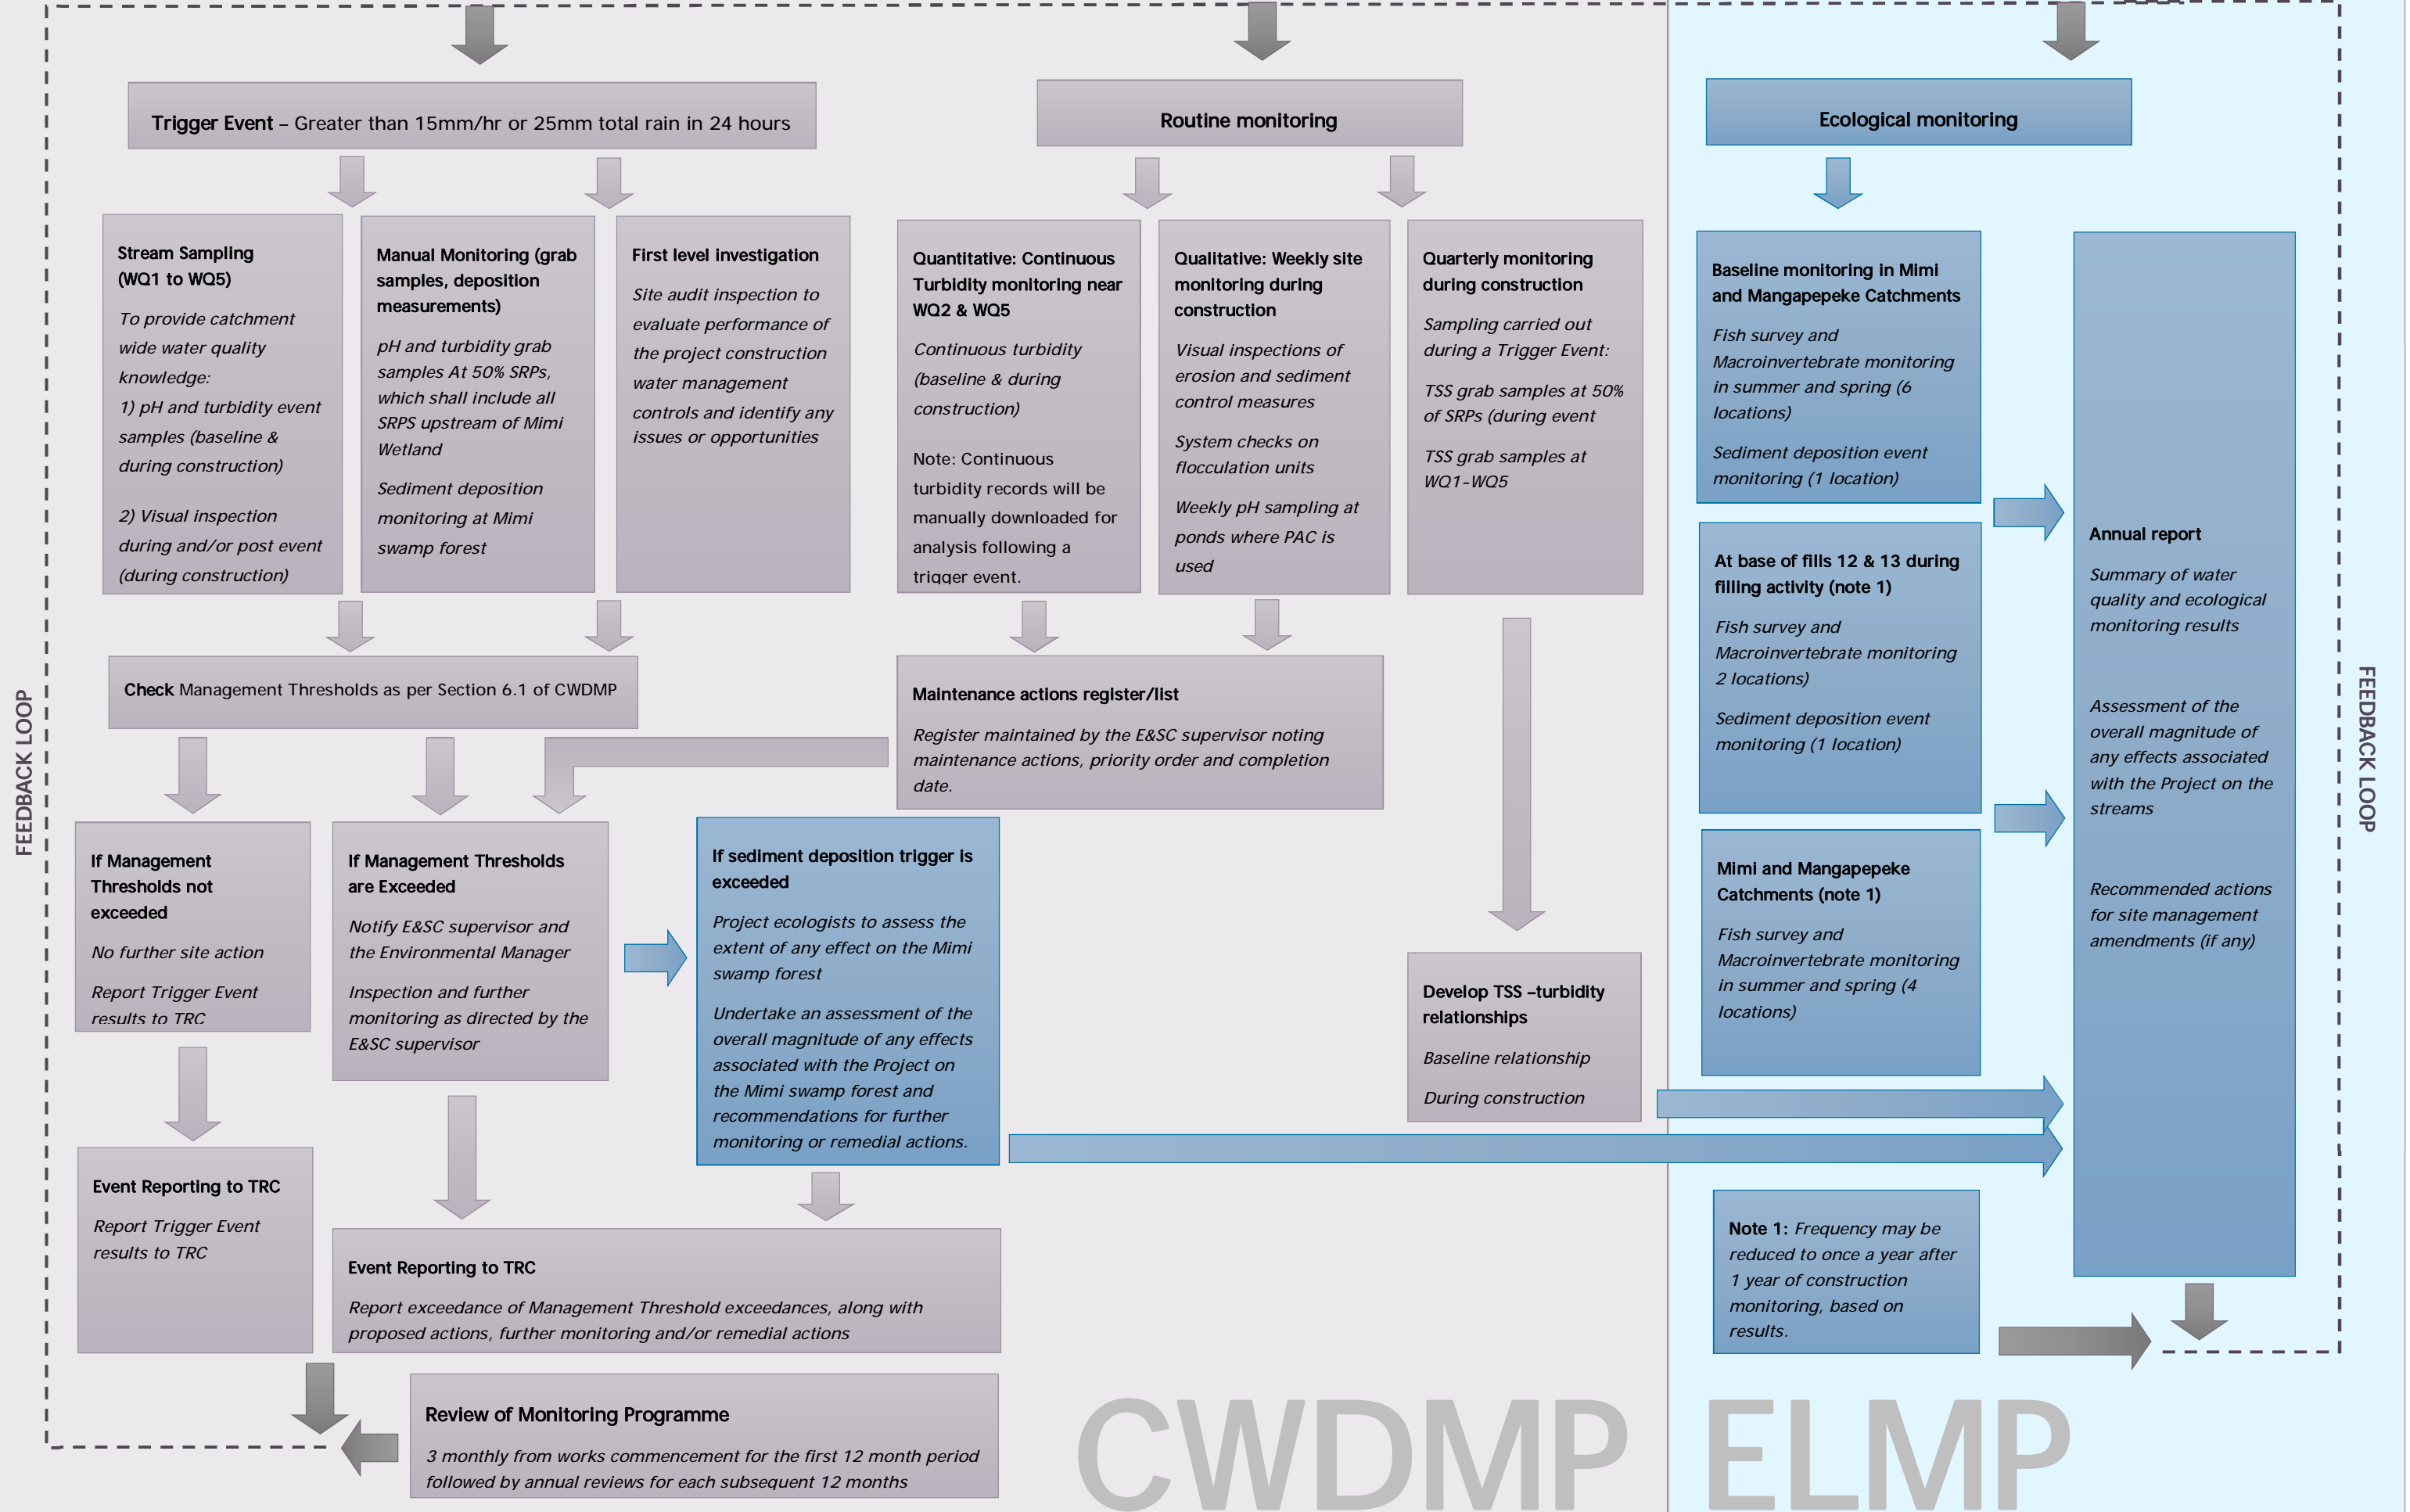 Trigger Event – Greater than 15mm/hr or 25mm total rain in 24 hours
Stream Sampling
(WQ1 to WQ5)
To provide catchment
wide water quality
knowledge:
1) pH and turbidity event
samples (baseline &
during construction)
2) Visual inspection
during and/or post event
(during construction)
Manual Monitoring (grab
samples, deposition
measurements)
pH and turbidity grab
samples At 50% SRPs,
which shall include all
SRPS upstream of Mimi
Wetland
Sediment deposition
monitoring at Mimi
swamp forest
First level investigation
Site audit inspection to
evaluate performance of
the project construction
water management
controls and identify any
issues or opportunities
Check Management Thresholds as per Section 6.1 of CWDMP
If Management
Thresholds not
exceeded
No further site action
Report Trigger Event
results to TRC
If Management Thresholds
are Exceeded
Notify E&SC supervisor and
the Environmental Manager
Inspection and further
monitoring as directed by the
E&SC supervisor
If sediment deposition trigger is
exceeded
Project ecologists to assess the
extent of any effect on the Mimi
swamp forest
Undertake an assessment of the
overall magnitude of any effects
associated with the Project on
the Mimi swamp forest and
recommendations for further
monitoring or remedial actions.
Event Reporting to TRC
Report Trigger Event
results to TRC
Event Reporting to TRC
Report exceedance of Management Threshold exceedances, along with
proposed actions, further monitoring and/or remedial actions
Review of Monitoring Programme
3 monthly from works commencement for the first 12 month period
followed by annual reviews for each subsequent 12 months
FEEDBACK LOOP
Routine monitoring
Quantitative: Continuous
Turbidity monitoring near
WQ2 & WQ5
Continuous turbidity
(baseline & during
construction)
Note: Continuous
turbidity records will be
manually downloaded for
analysis following a
trigger event.
Qualitative: Weekly site
monitoring during
construction
Visual inspections of
erosion and sediment
control measures
System checks on
flocculation units
Weekly pH sampling at
ponds where PAC is
used
Quarterly monitoring
during construction
Sampling carried out
during a Trigger Event:
TSS grab samples at 50%
of SRPs (during event
TSS grab samples at
WQ1-WQ5
Maintenance actions register/list
Register maintained by the E&SC supervisor noting
maintenance actions, priority order and completion
date.
Develop TSS –turbidity
relationships
Baseline relationship
During construction
CWDMP
Ecological monitoring
Baseline monitoring in Mimi
and Mangapepeke Catchments
Fish survey and
Macroinvertebrate monitoring
in summer and spring (6
locations)
Sediment deposition event
monitoring (1 location)
At base of fills 12 & 13 during
filling activity (note 1)
Fish survey and
Macroinvertebrate monitoring
2 locations)
Sediment deposition event
monitoring (1 location)
Mimi and Mangapepeke
Catchments (note 1)
Fish survey and
Macroinvertebrate monitoring
in summer and spring (4
locations)
Note 1: Frequency may be
reduced to once a year after
1 year of construction
monitoring, based on
results.
Annual report
Summary of water
quality and ecological
monitoring results
Assessment of the
overall magnitude of
any effects associated
with the Project on the
streams
Recommended actions
for site management
amendments (if any)
FEEDBACK LOOP
ELMP